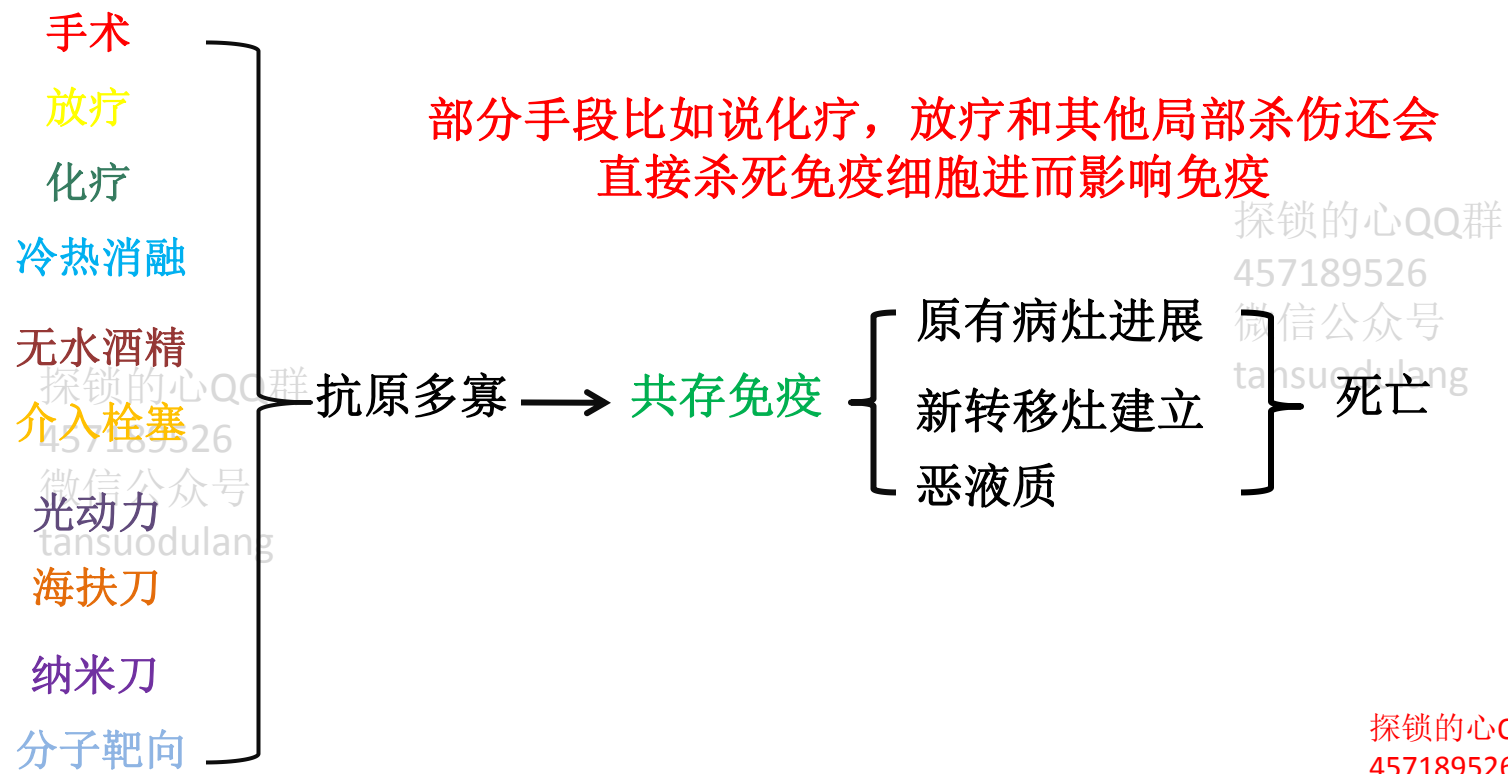 手术
放疗
化疗
冷热消融
无水酒精
介入栓塞
光动力
海扶刀
纳米刀
分子靶向
部分手段比如说化疗，放疗和其他局部杀伤还会
直接杀死免疫细胞进而影响免疫
抗原多寡
共存免疫
原有病灶进展
新转移灶建立
恶液质
死亡
探锁的心QQ群
457189526
微信公众号
tansuodulang
探锁的心QQ群
457189526
微信公众号
tansuodulang
探锁的心Q
457189526